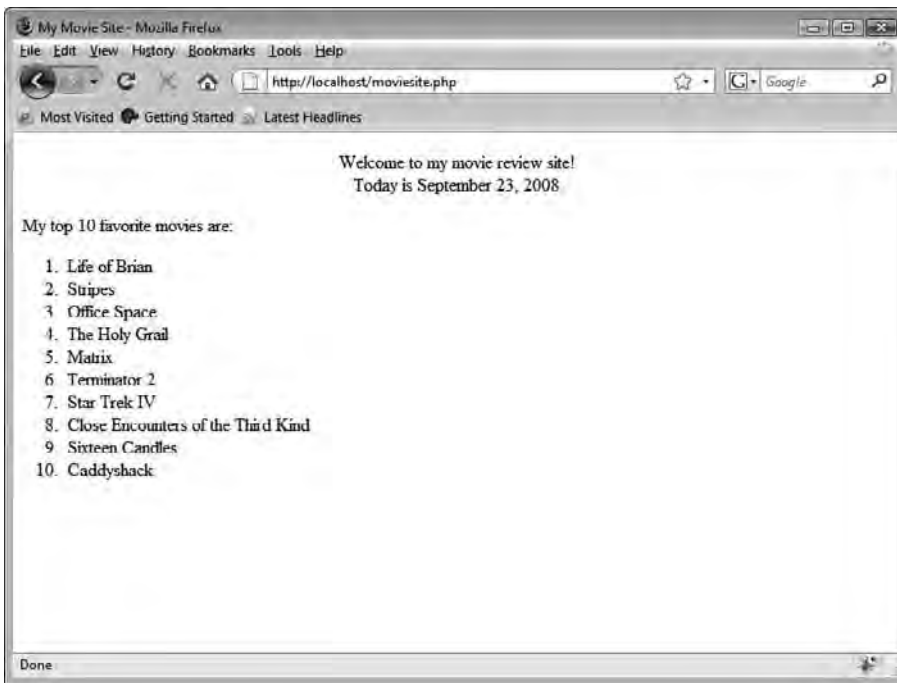 My Movie Site - Mozilla Firefox
File Edit View History Bookmarks Tools Help
http://localhost/moviesite.php
G Google
Most Visited Getting Started Latest Headlines
Welcome to my movie review site!
Today is September 23, 2008
My top 10 favorite movies are:
1. Life of Brian
2. Stripes
3. Office Space
4. The Holy Grail
5. Matrix
6. Terminator 2
7. Star Trek IV
8. Close Encounters of the Third Kind
9. Sixteen Candles
10. Caddyshack
Done